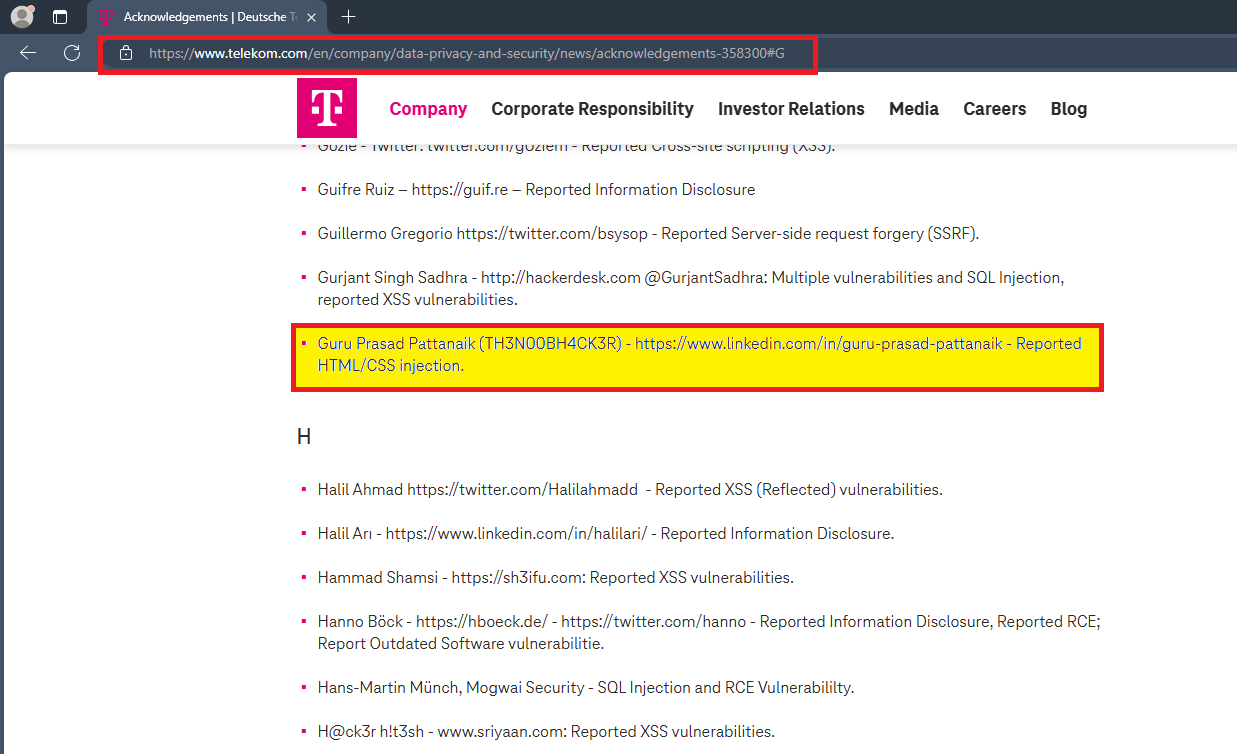 Acknowledgements | Deutsche Te
https://www.telekom.com/en/company/data-privacy-and-security/news/acknowledgements-358300#G
T
Company Corporate Responsibility Investor Relations Media Careers Blog
Gozie - Twitter: twitter.com/g0ziem - Reported Cross-site scripting (XSS).
Guifre Ruiz – https://guif.re – Reported Information Disclosure
Guillermo Gregorio https://twitter.com/bsysop - Reported Server-side request forgery (SSRF).
Gurjant Singh Sadhra - http://hackerdesk.com @GurjantSadhra: Multiple vulnerabilities and SQL Injection,
reported XSS vulnerabilities.
Guru Prasad Pattanaik (TH3N00BH4CK3R) - https://www.linkedin.com/in/guru-prasad-pattanaik - Reported
HTML/CSS injection.
H
Halil Ahmad https://twitter.com/Halilahmadd - Reported XSS (Reflected) vulnerabilities.
Halil Arı - https://www.linkedin.com/in/halilari/ - Reported Information Disclosure.
Hammad Shamsi - https://sh3ifu.com: Reported XSS vulnerabilities.
Hanno Böck - https://hboeck.de/ - https://twitter.com/hanno - Reported Information Disclosure, Reported RCE;
Report Outdated Software vulnerabilitie.
Hans-Martin Münch, Mogwai Security - SQL Injection and RCE Vulnerabililty.
H@ck3r h!t3sh - www.sriyaan.com: Reported XSS vulnerabilities.